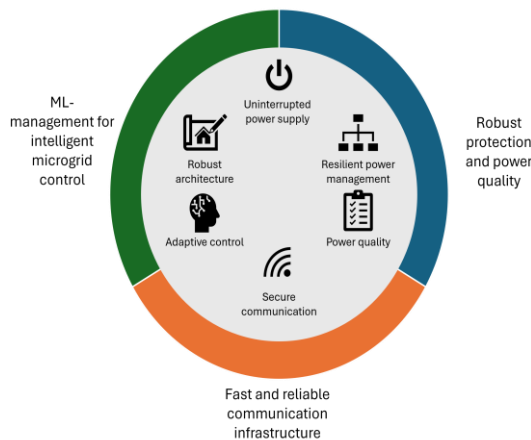 ML-
management for
intelligent
microgrid
control
Uninterrupted
power supply
Robust
architecture
Resilient power
management
Adaptive control
Power quality
Secure
communication
Robust
protection
and power
quality
Fast and reliable
communication
infrastructure